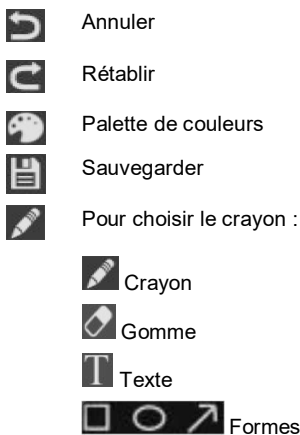 Annuler
Rétablir
Palette de couleurs
Sauvegarder
Pour choisir le crayon :
Crayon
Gomme
T Texte
Formes